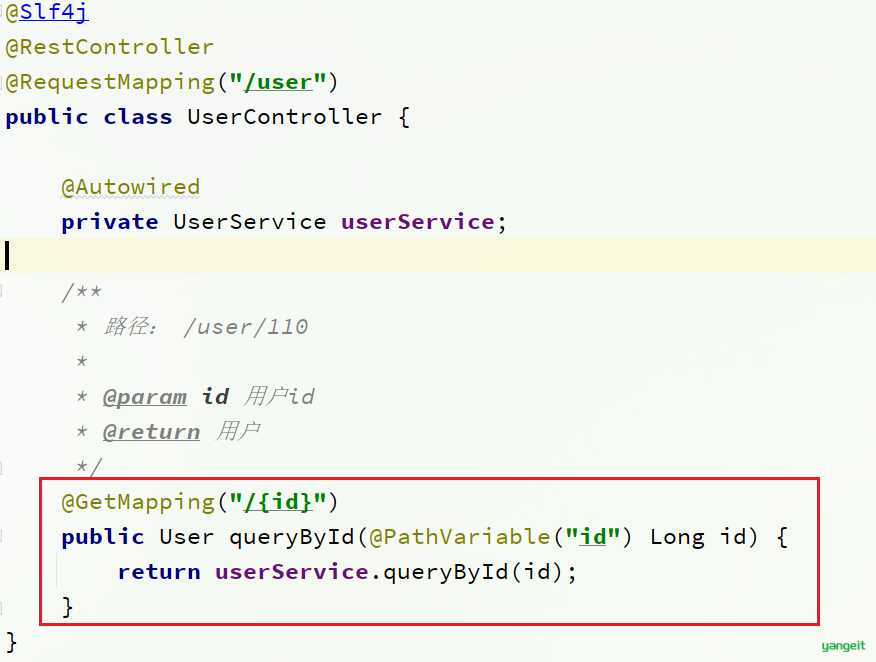 @Slf4j
@RestController
@RequestMapping("/user")
public class UserController {
@Autowired
private UserService userService;
/**
* 路径： /user/110
*
* @param id 用户id
* @return 用户
*/
@GetMapping("/{id}")
public User queryById(@PathVariable("id") Long id) {
return userService.queryById(id);
}
}
yangeit